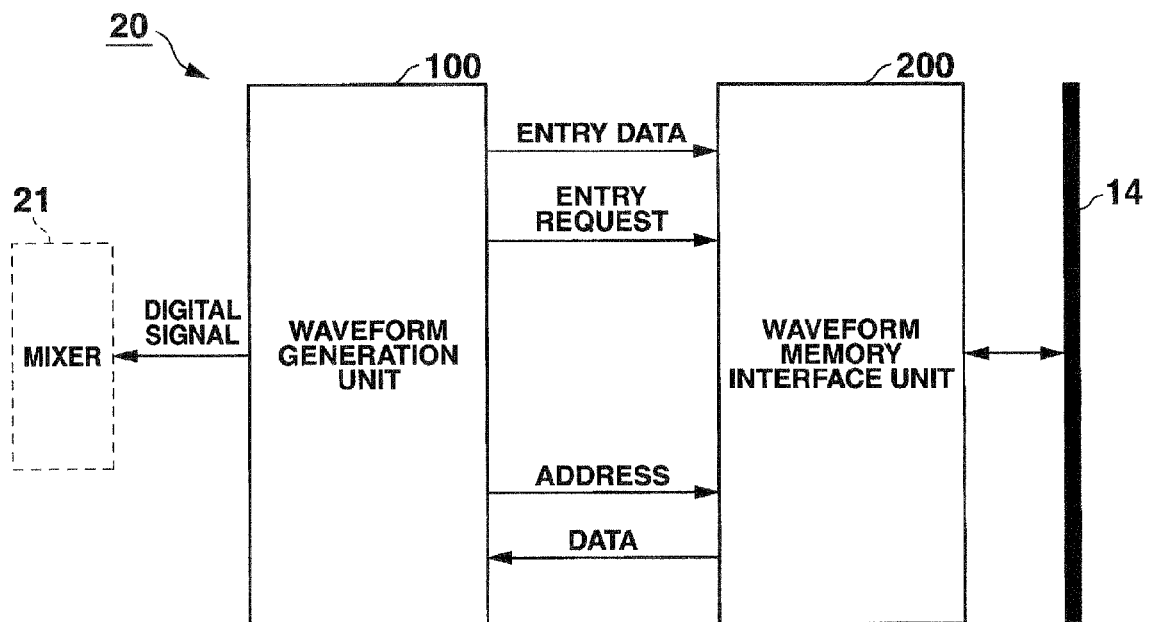 20
100
200
ENTRY DATA
ENTRY
REQUEST
14
21
DIGITAL
SIGNAL
MIXER
WAVEFORM
GENERATION
UNIT
WAVEFORM
MEMORY
INTERFACE UNIT
ADDRESS
DATA